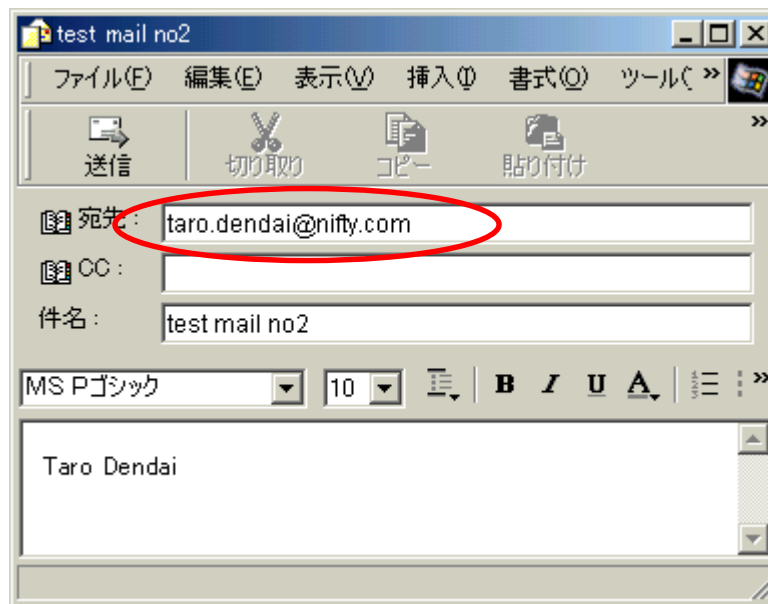 test mail no2
ファイル(F) 編集(E) 表示(V) 挿入(I) 書式(O) ツール( »
送信 切り取り コピー 貼り付け »
宛先: taro.dendai@nifty.com
CC:
件名: test mail no2
MS Pゴシック 10 B I U A »
Taro Dendai